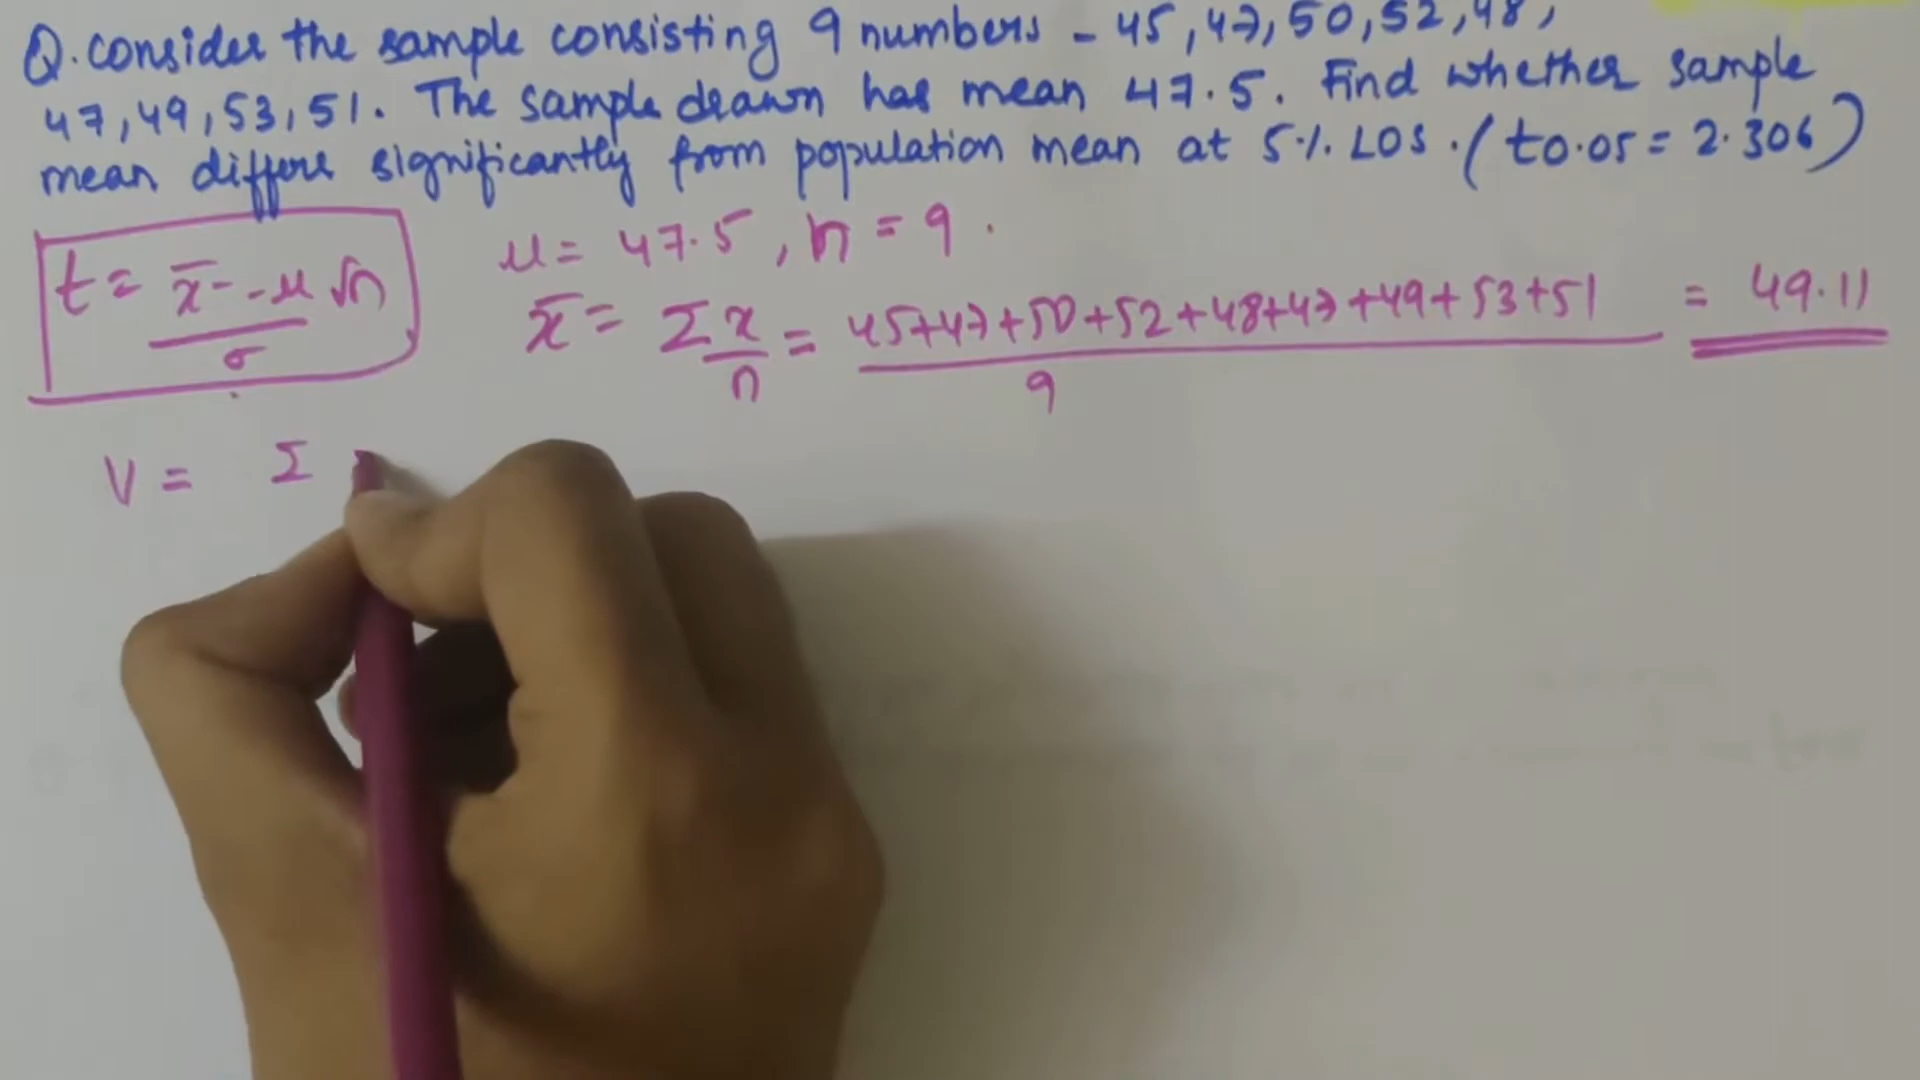 Q. consider the sample consisting 9 numbers - 45, 47, 50, 52, 48,
47, 49, 53, 51. The sample drawn has mean 47.5. Find whether sample
mean differs significantly from population mean at 5% LOS. (t0.05 = 2.306)
μ = 47.5, n = 9.
t = x̄ - μ √n / σ
x̄ = Σx/n = 45+47+50+52+48+47+49+53+51 / 9 = 49.11
V = Σ